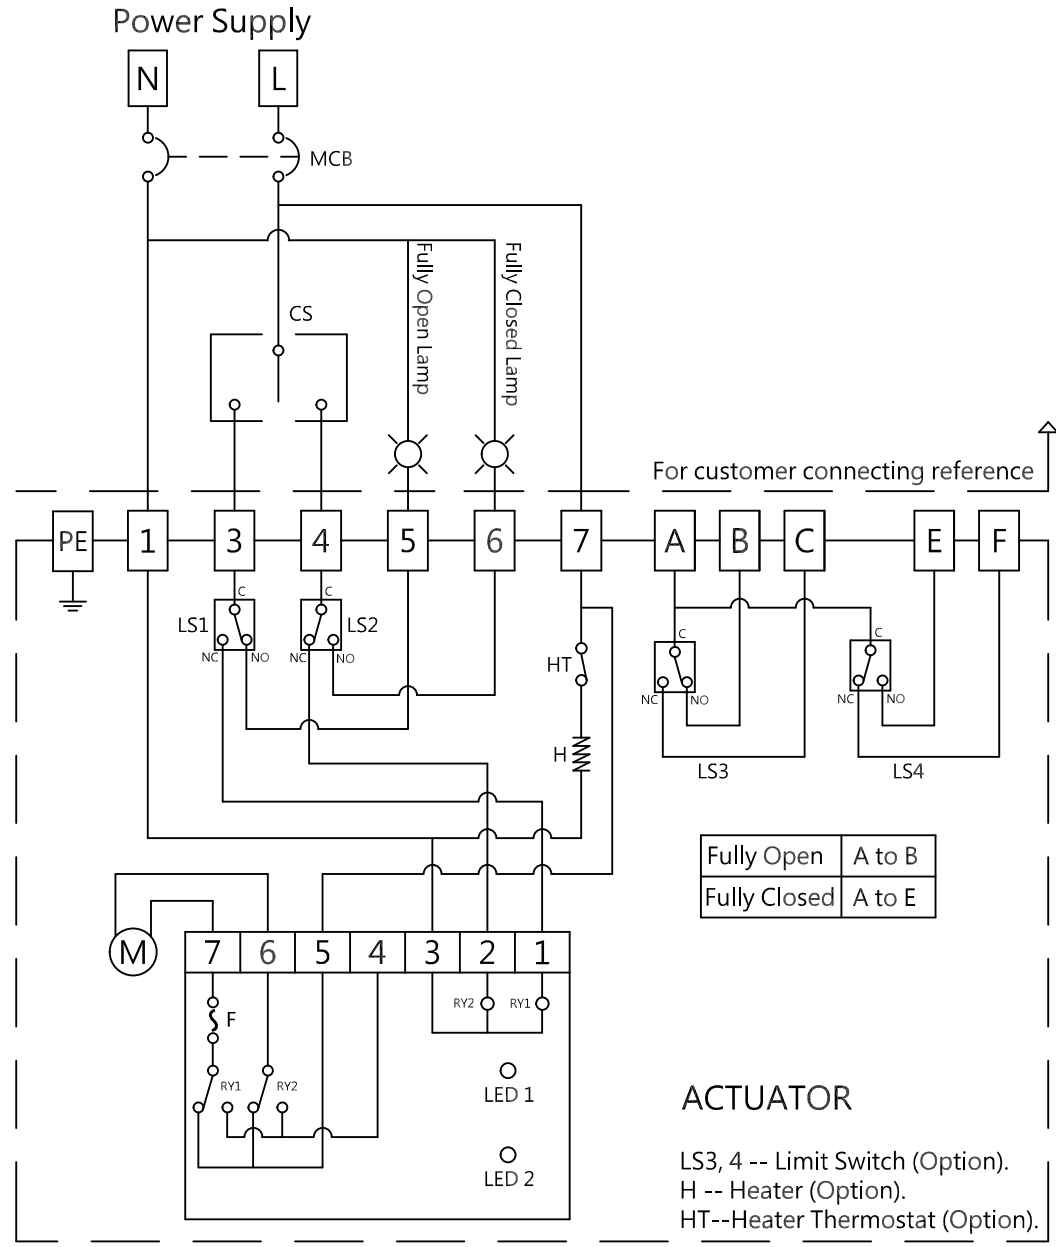 Power Supply
N L
MCB
Fully Open Lamp
Fully Closed Lamp
CS
For customer connecting reference
PE 1 3 4 5 6 7 A B C E F
C C
LS1 LS2
NC NO NC NO
C C
HT
NC NO NC NO
H
LS3 LS4
Fully Open A to B
Fully Closed A to E
M
7 6 5 4 3 2 1
RY2 RY1
F
RY1 RY2
LED 1
LED 2
ACTUATOR
LS3, 4 -- Limit Switch (Option).
H -- Heater (Option).
HT--Heater Thermostat (Option).